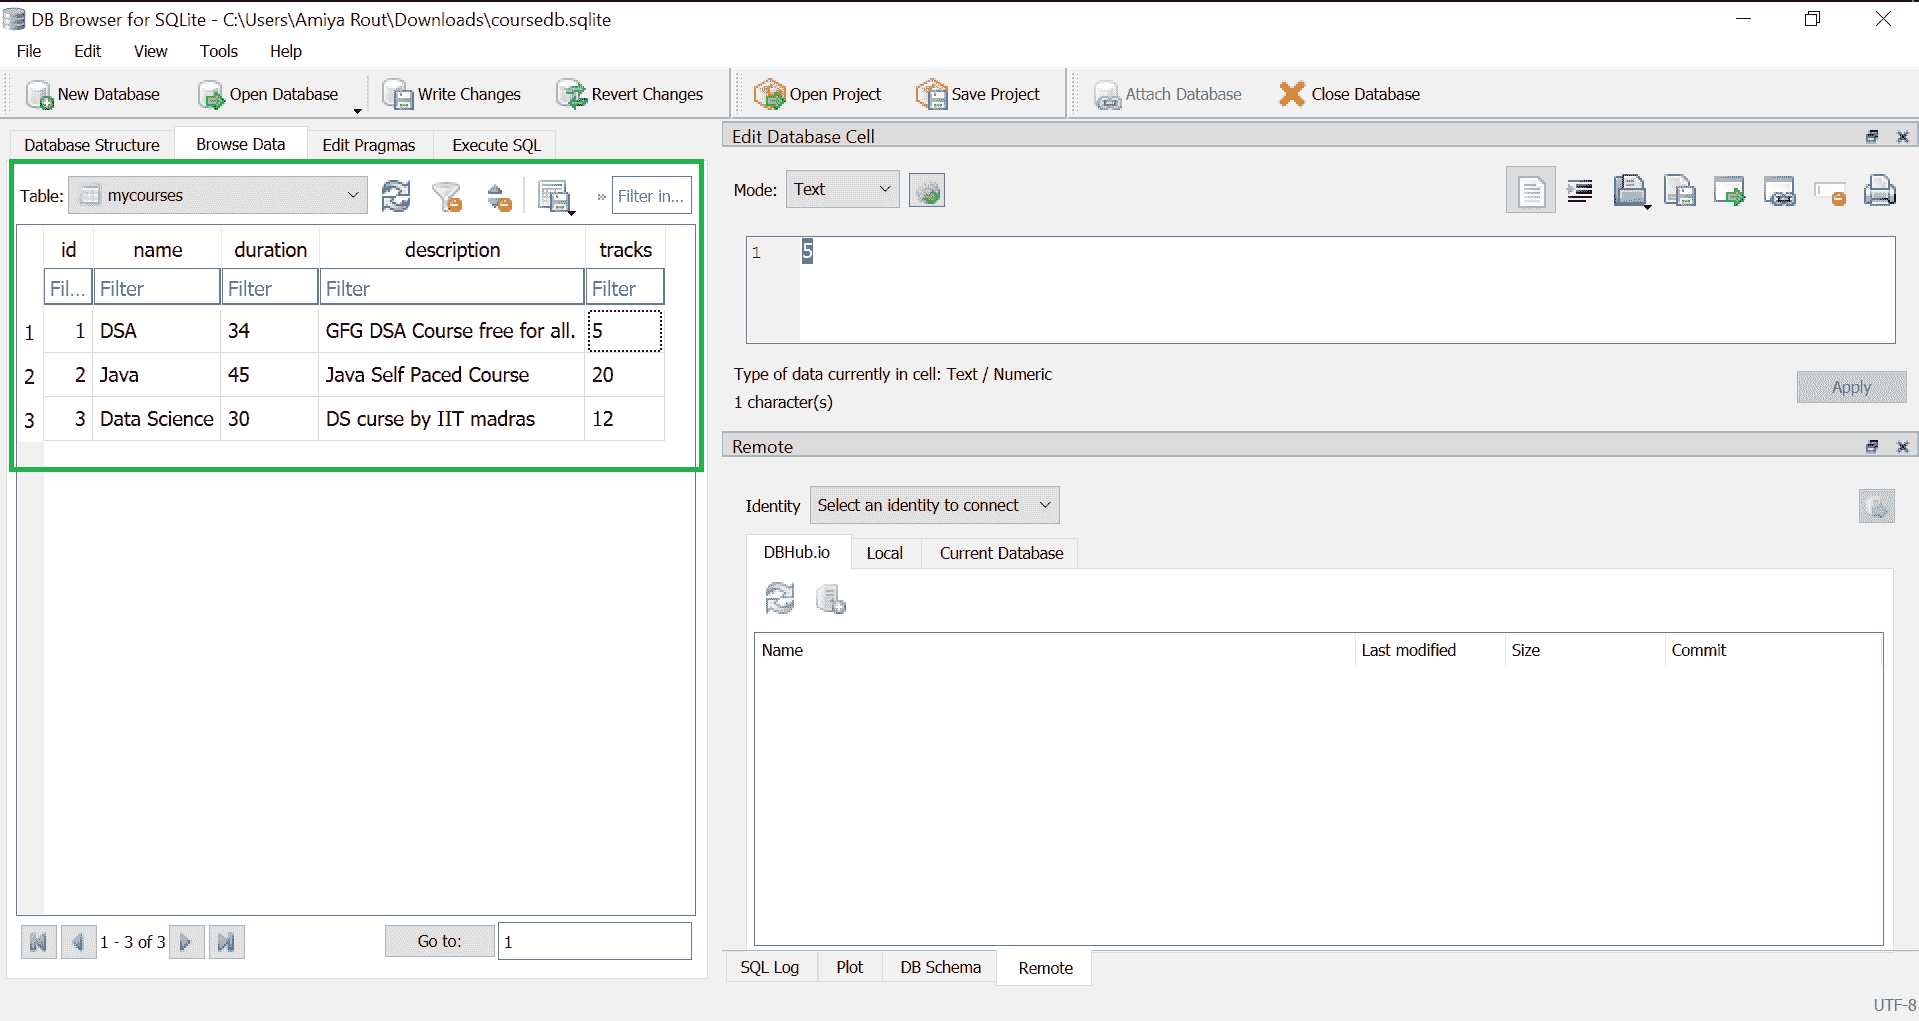 DB Browser for SQLite - C:\Users\Amiya Rout\Downloads\coursedb.sqlite
File Edit View Tools Help
New Database Open Database Write Changes Revert Changes Open Project Save Project Attach Database Close Database
Database Structure Browse Data Edit Pragmas Execute SQL
Table: mycourses » Filter in...
id name duration description tracks
Fil... Filter Filter Filter Filter
1 1 DSA 34 GFG DSA Course free for all. 5
2 2 Java 45 Java Self Paced Course 20
3 3 Data Science 30 DS curse by IIT madras 12
1 - 3 of 3 Go to: 1
Edit Database Cell
Mode: Text
1 5
Type of data currently in cell: Text / Numeric
1 character(s)
Apply
Remote
Identity Select an identity to connect
DBHub.io Local Current Database
Name Last modified Size Commit
SQL Log Plot DB Schema Remote
UTF-8